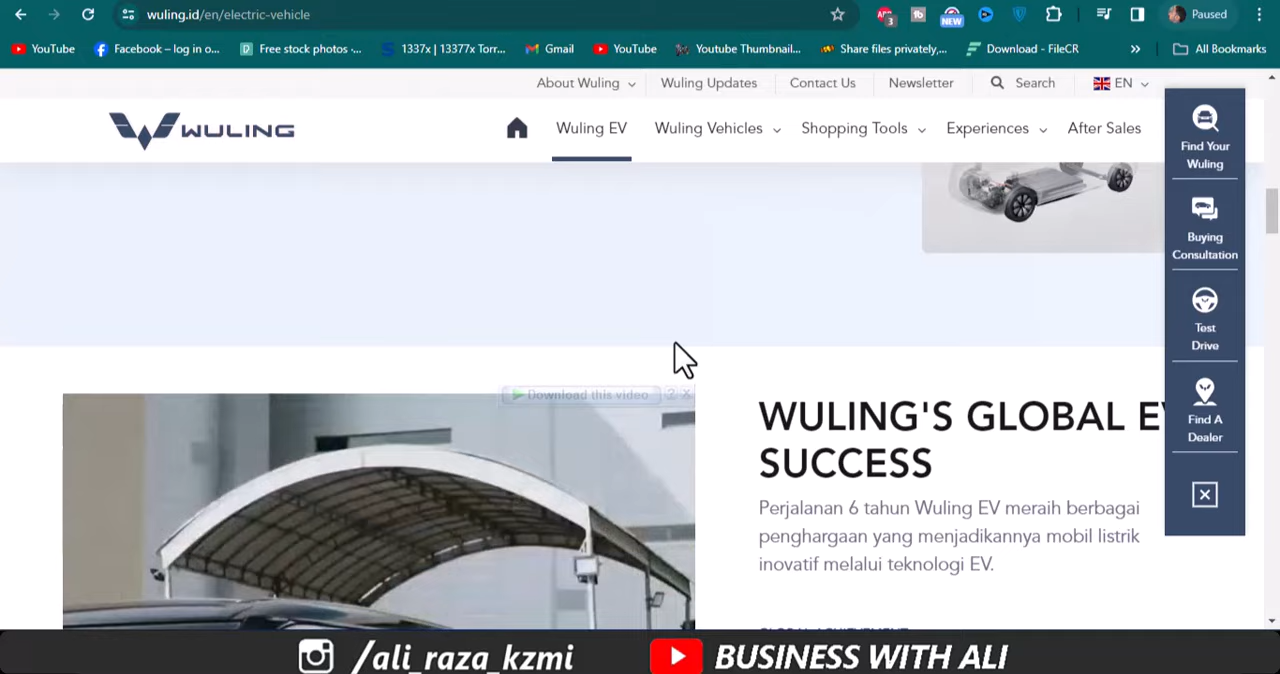 wuling.id/en/electric-vehicle
3
NEW
Paused
YouTube
Facebook – log in o...
Free stock photos -...
1337x | 13377x Torr...
Gmail
YouTube
Youtube Thumbnail...
Share files privately,...
Download - FileCR
»
All Bookmarks
About Wuling
Wuling Updates
Contact Us
Newsletter
Search
EN
WULING
Wuling EV
Wuling Vehicles
Shopping Tools
Experiences
After Sales
Find Your
Wuling
Buying
Consultation
Test
Drive
Find A
Dealer
Download this video
? X
WULING'S GLOBAL E
SUCCESS
Perjalanan 6 tahun Wuling EV meraih berbagai
penghargaan yang menjadikannya mobil listrik
inovatif melalui teknologi EV.
/ali_raza_kzmi
BUSINESS WITH ALI